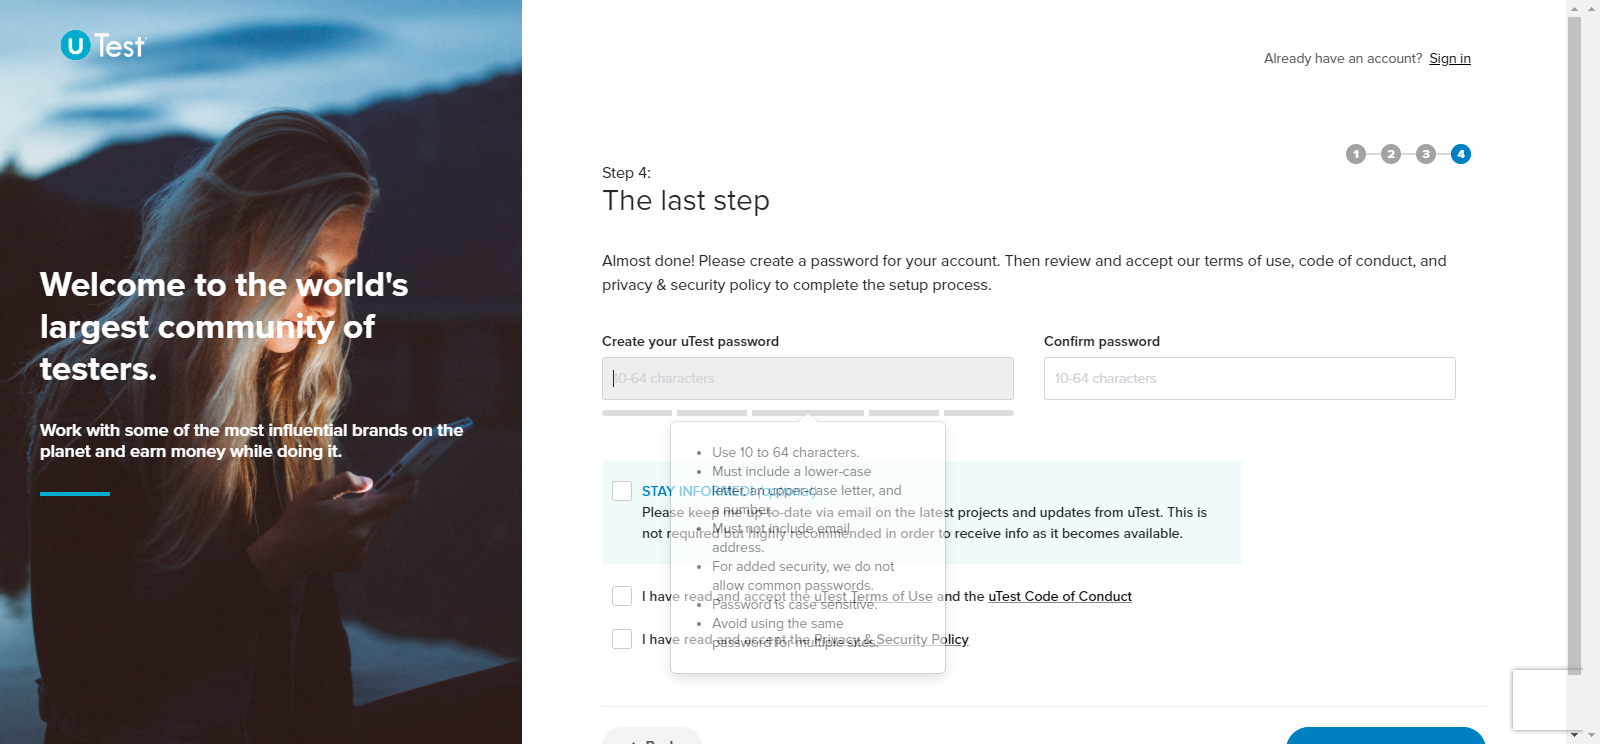 uTest
Already have an account? Sign in
1 2 3 4
Step 4:
The last step
Welcome to the world's
largest community of
testers.
Work with some of the most influential brands on the
planet and earn money while doing it.
Almost done! Please create a password for your account. Then review and accept our terms of use, code of conduct, and
privacy & security policy to complete the setup process.
Create your uTest password
Confirm password
10-64 characters
10-64 characters
Use 10 to 64 characters.
Must include a lower-case
letter, an upper-case letter, and
a number.
Must not include email
address.
For added security, we do not
allow common passwords.
Password is case sensitive.
Avoid using the same
password for multiple sites.
STAY INFORMED! (optional)
Please keep me up-to-date via email on the latest projects and updates from uTest. This is
not required but highly recommended in order to receive info as it becomes available.
I have read and accept the uTest Terms of Use and the uTest Code of Conduct
I have read and accept the Privacy & Security Policy